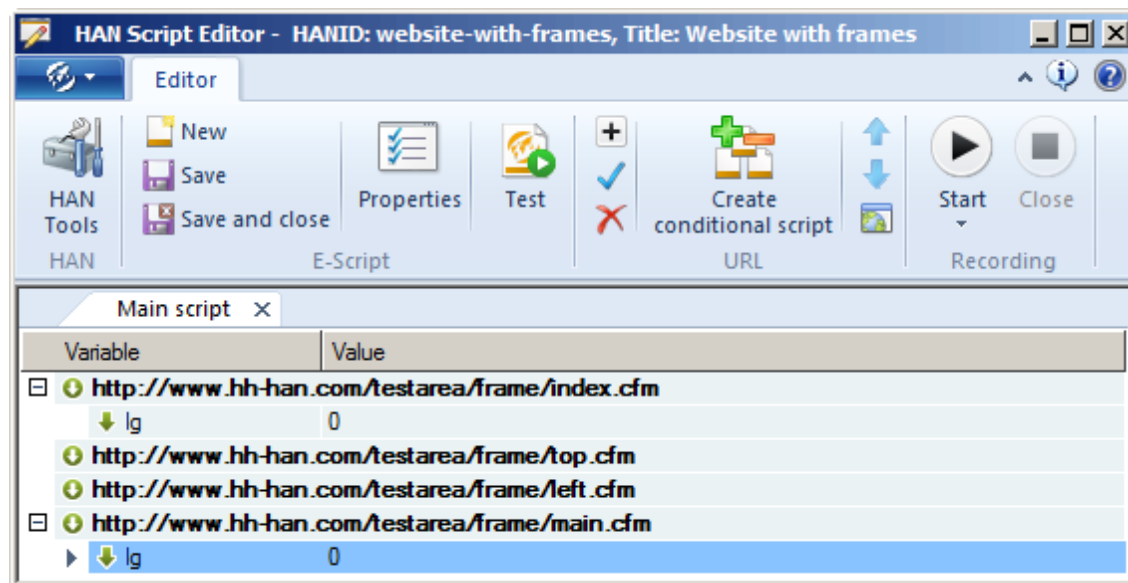 HAN Script Editor - HANID: website-with-frames, Title: Website with frames
Editor
New
Save
Save and close
HAN
Tools
Properties
Test
Create
conditional script
Start
Close
HAN
E-Script
URL
Recording
Main script
Variable Value
http://www.hh-han.com/testarea/frame/index.cfm
lg 0
http://www.hh-han.com/testarea/frame/top.cfm
http://www.hh-han.com/testarea/frame/left.cfm
http://www.hh-han.com/testarea/frame/main.cfm
lg 0